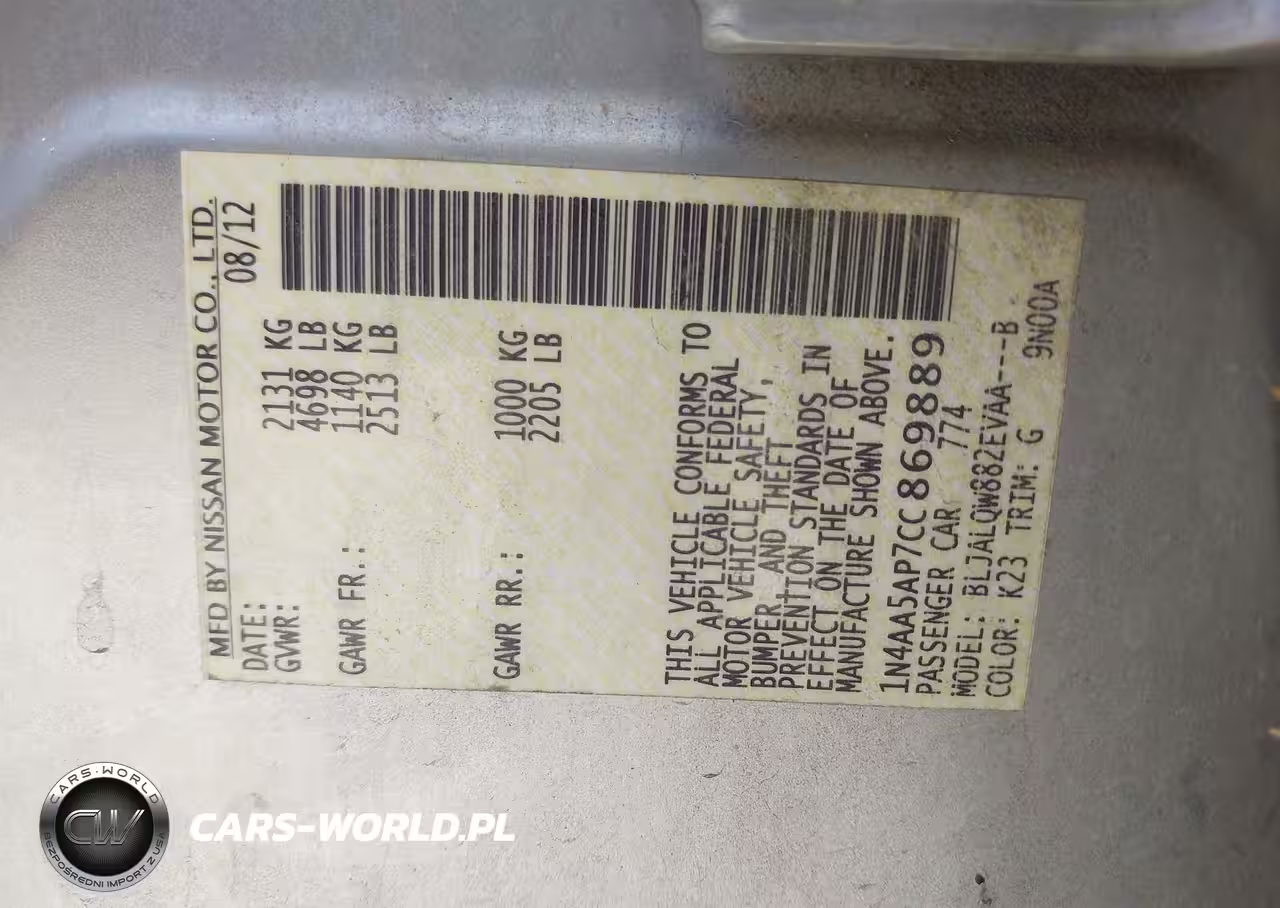 MFD BY NISSAN MOTOR CO., LTD.
DATE: 08/12
GVWR: 2131 KG
4698 LB
GAWR FR.: 1140 KG
2513 LB
GAWR RR.: 1000 KG
2205 LB
THIS VEHICLE CONFORMS TO
ALL APPLICABLE FEDERAL
MOTOR VEHICLE SAFETY,
BUMPER, AND THEFT
PREVENTION STANDARDS IN
EFFECT ON THE DATE OF
MANUFACTURE SHOWN ABOVE.
1N4AA5AP7CC869889
PASSENGER CAR 774
MODEL: BLJALQW882EVAA---B
COLOR: K23 TRIM: G 9N00A
CARS-WORLD
CW
BEZPOŚREDNI IMPORT Z USA
CARS-WORLD.PL